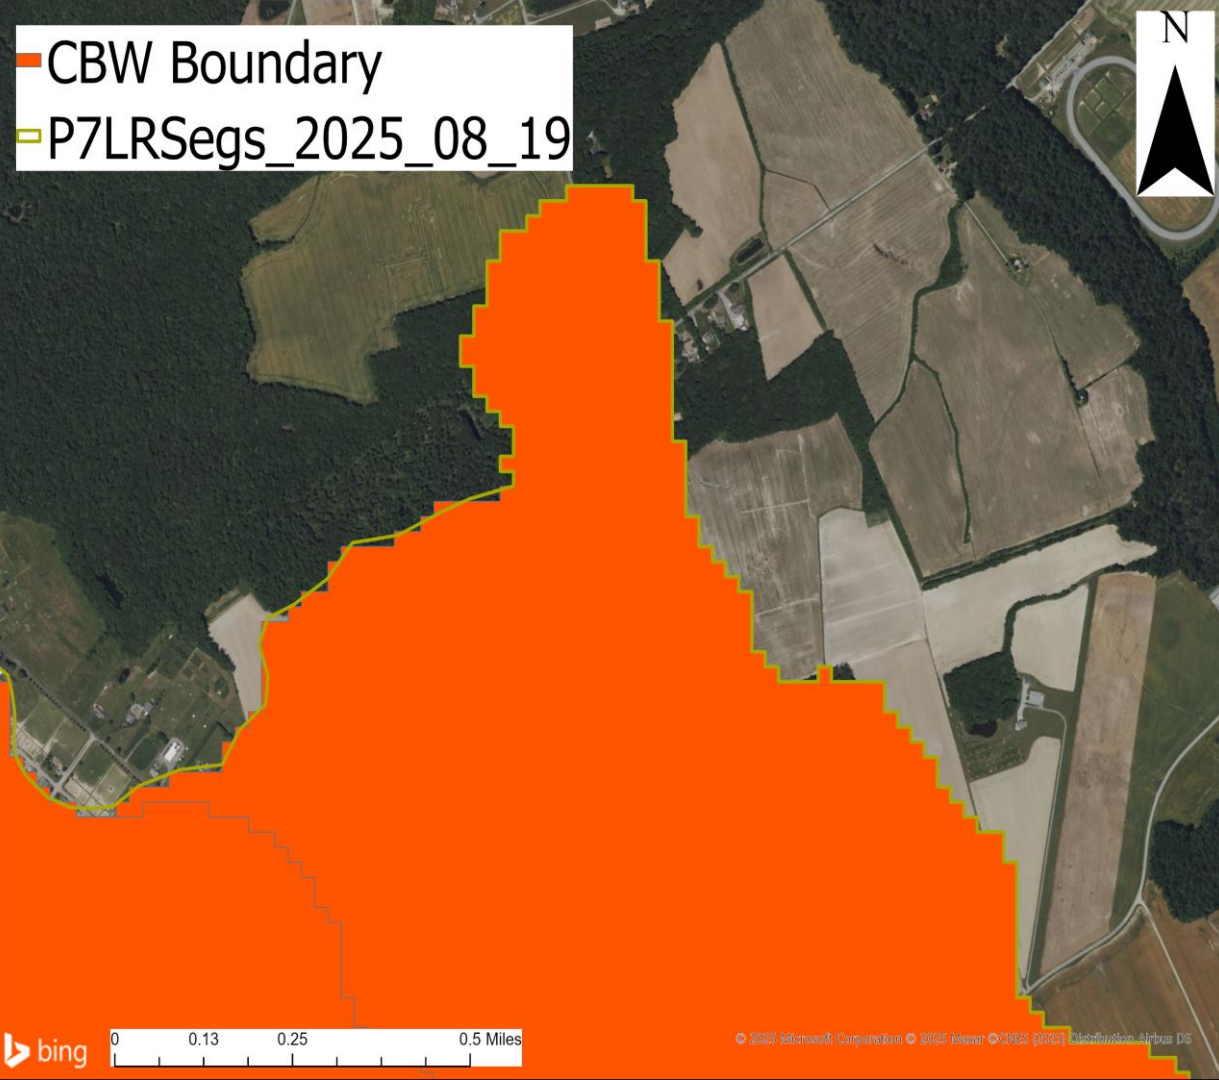 CBW Boundary
P7LRSegs_2025_08_19
N
0 0.13 0.25 0.5 Miles
bing
© 2025 Microsoft Corporation © 2025 Maxar ©CNES (2025) Distribution Airbus DS